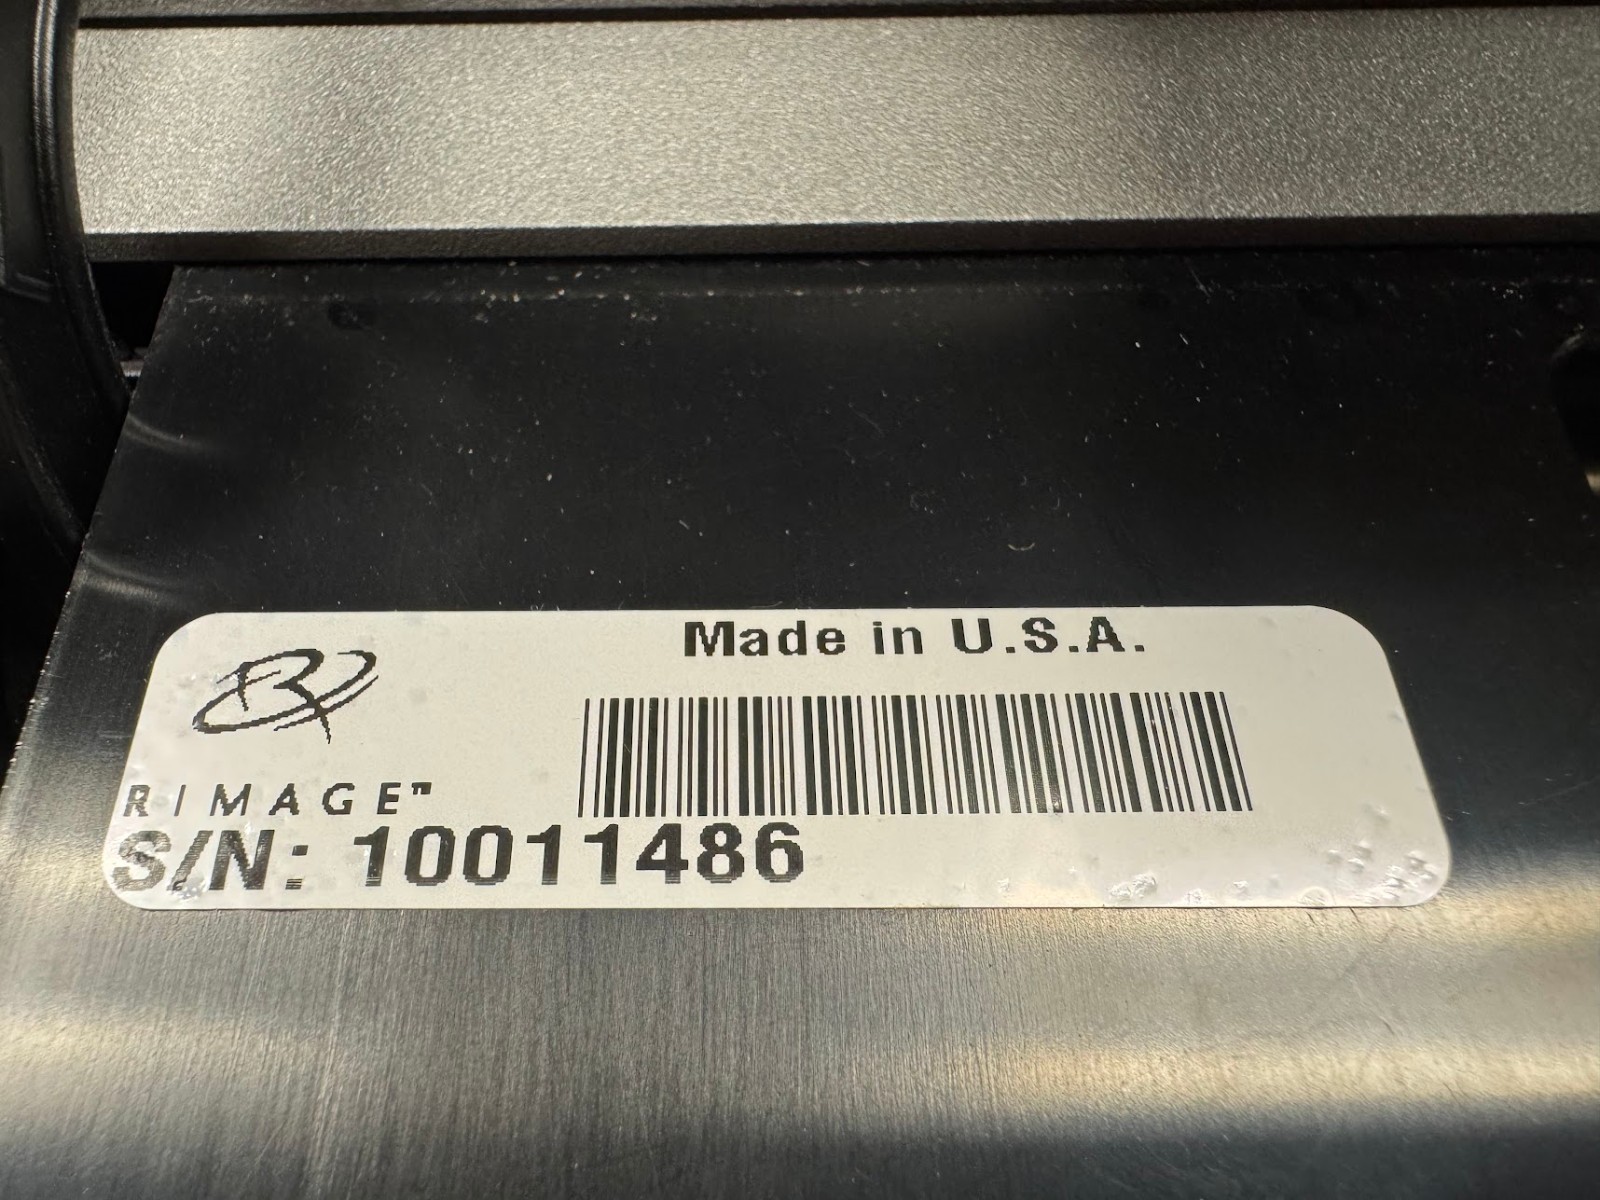 Made in U.S.A.
RIMAGE™
S/N: 10011486